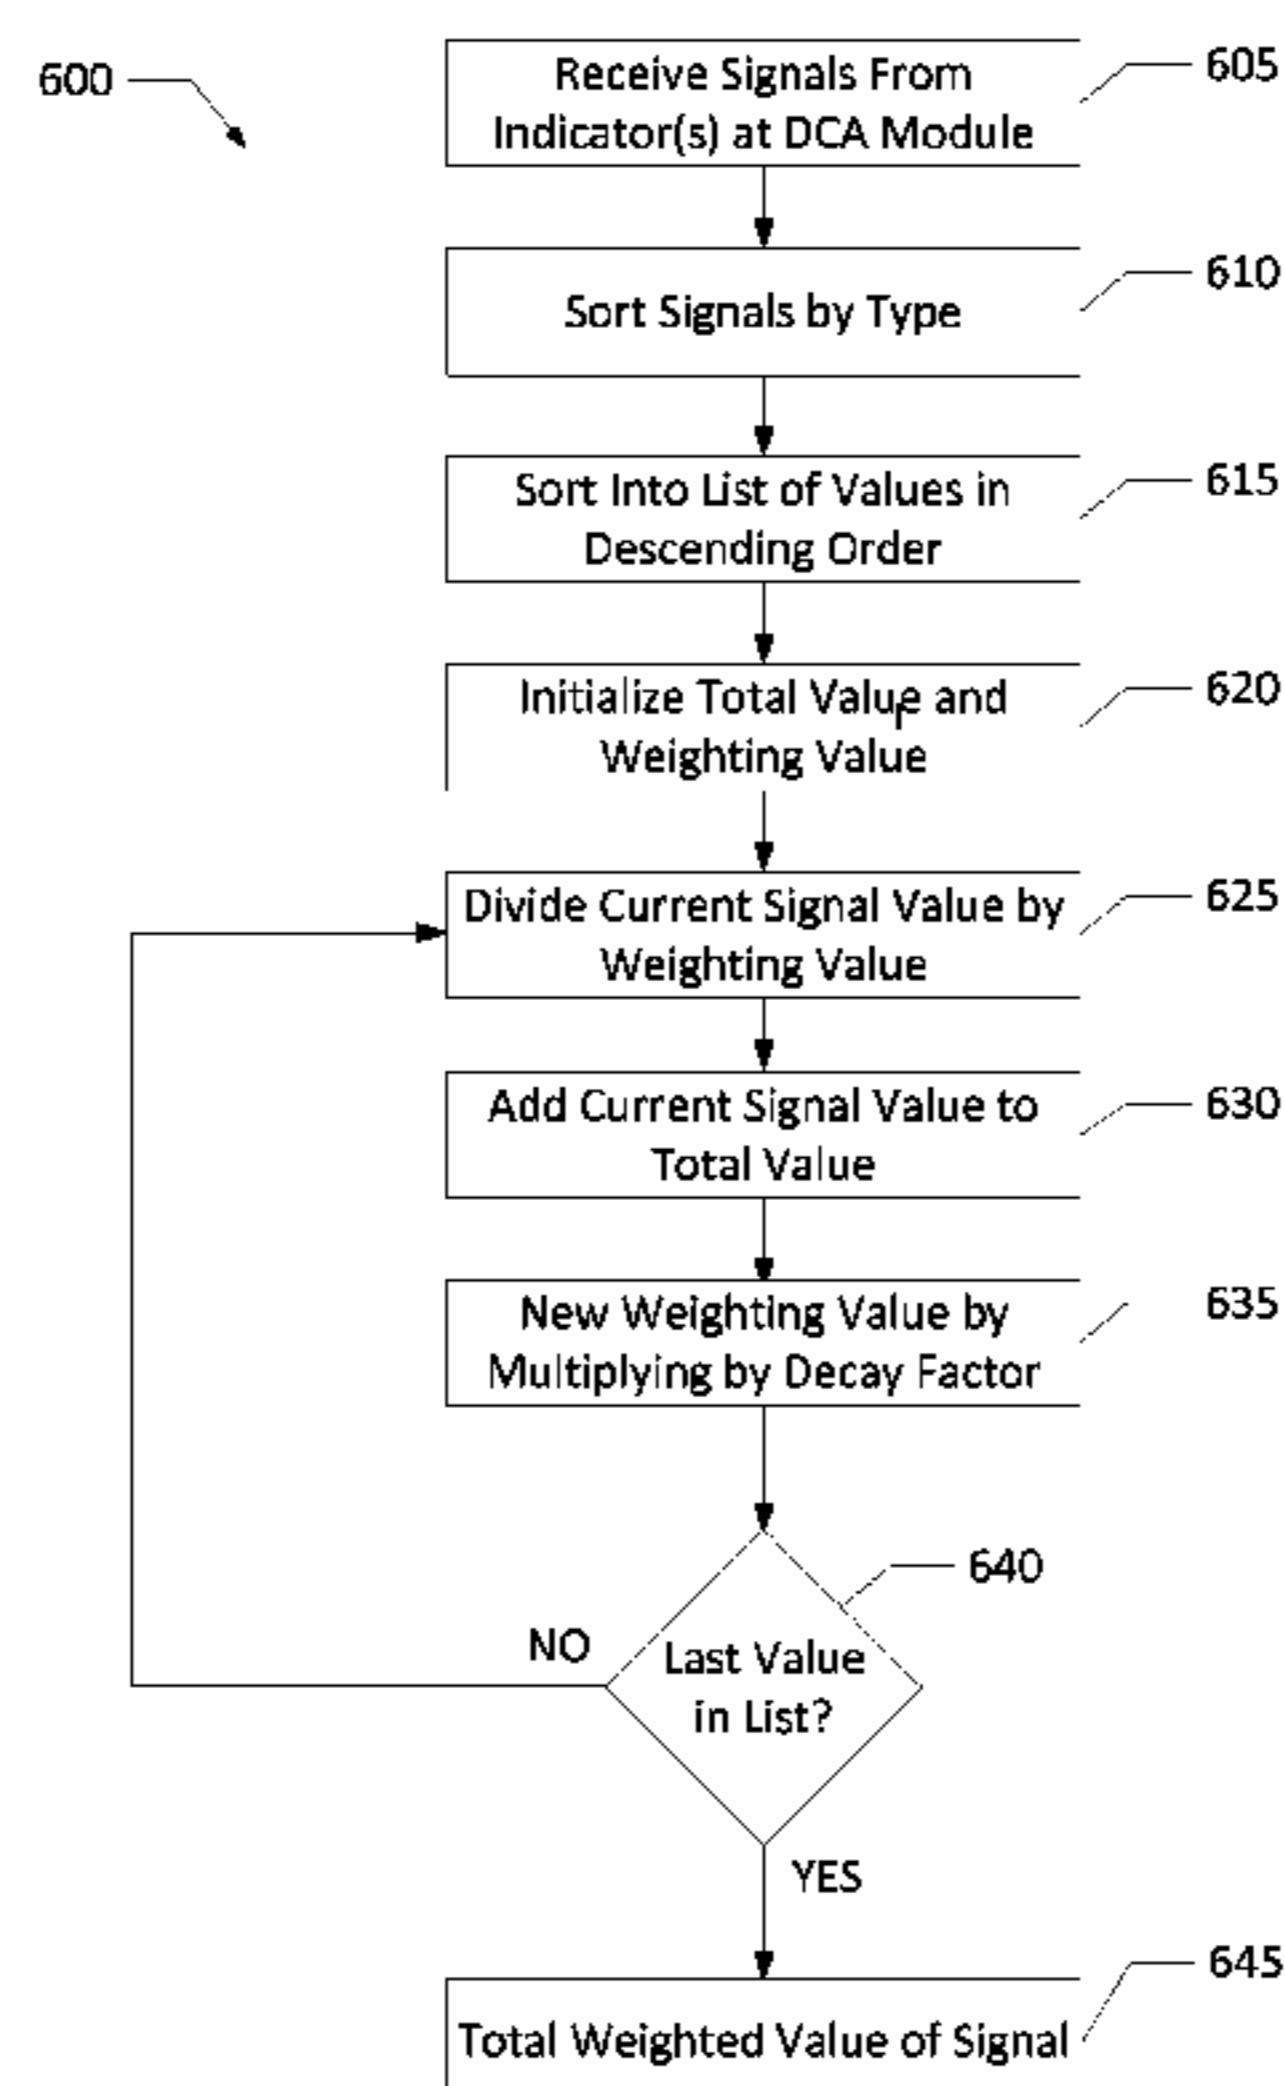 600
Receive Signals From
Indicator(s) at DCA Module
605
Sort Signals by Type
610
Sort Into List of Values in
Descending Order
615
Initialize Total Value and
Weighting Value
620
Divide Current Signal Value by
Weighting Value
625
Add Current Signal Value to
Total Value
630
New Weighting Value by
Multiplying by Decay Factor
635
640
NO
Last Value
in List?
YES
645
Total Weighted Value of Signal